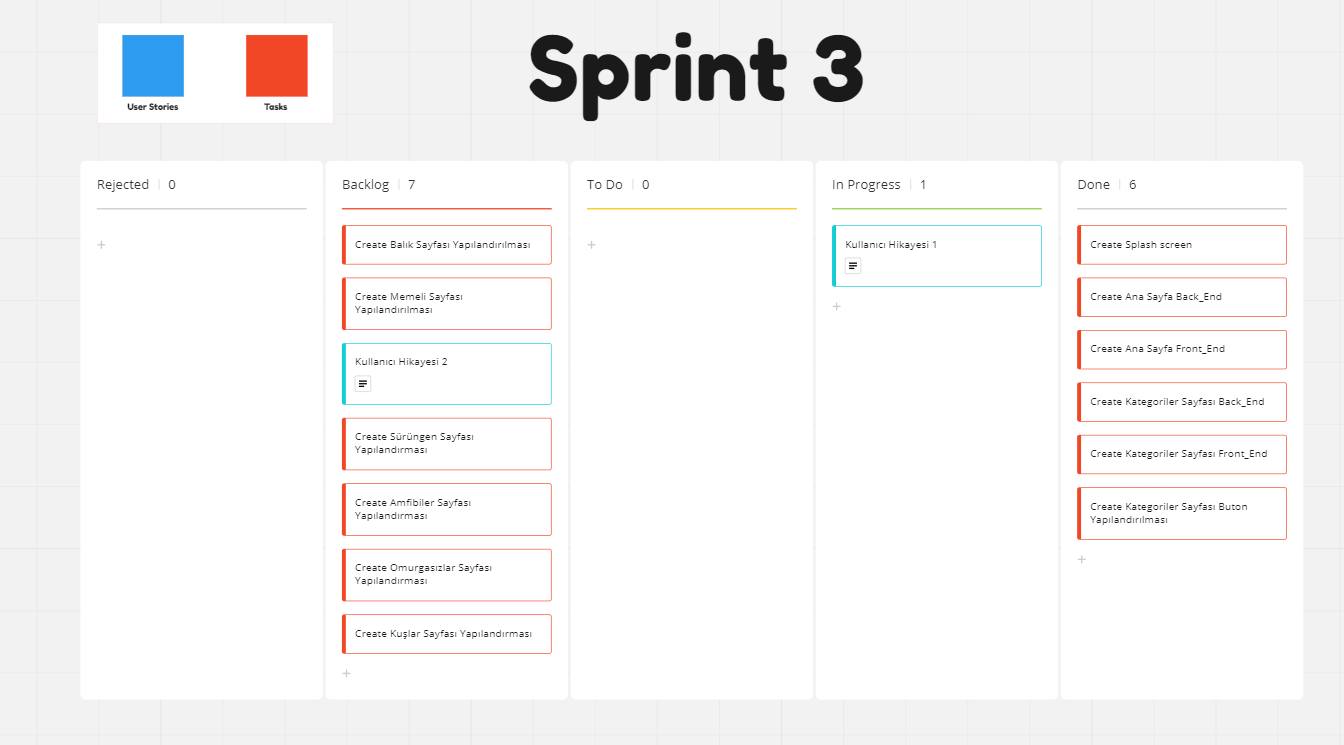 Sprint 3
User Stories
Tasks
Rejected 0
Backlog 7
Create Balık Sayfası Yapılandırılması
Create Memeli Sayfası
Yapılandırılması
Kullanıcı Hikayesi 2
Create Sürüngen Sayfası
Yapılandırması
Create Amfibiler Sayfası
Yapılandırması
Create Omurgasızlar Sayfası
Yapılandırması
Create Kuşlar Sayfası Yapılandırması
To Do 0
In Progress 1
Kullanıcı Hikayesi 1
Done 6
Create Splash screen
Create Ana Sayfa Back_End
Create Ana Sayfa Front_End
Create Kategoriler Sayfası Back_End
Create Kategoriler Sayfası Front_End
Create Kategoriler Sayfası Buton
Yapılandırılması